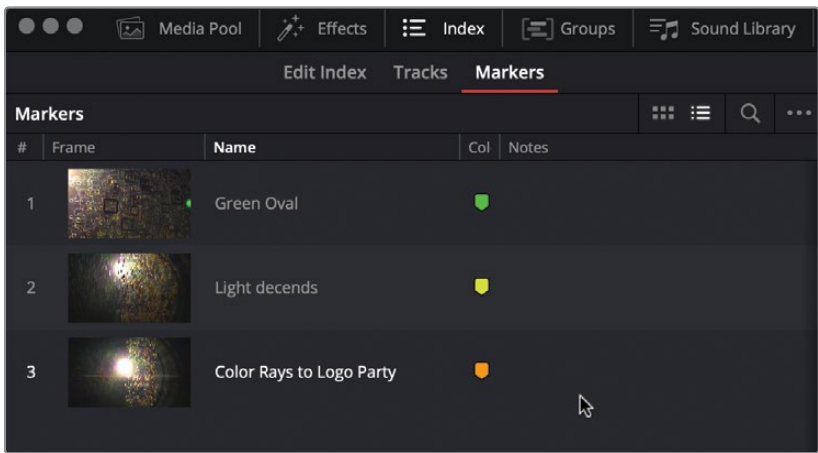 Media Pool Effects Index Groups Sound Library
Edit Index Tracks Markers
Markers
# Frame Name Col Notes
1 Green Oval
2 Light decends
3 Color Rays to Logo Party